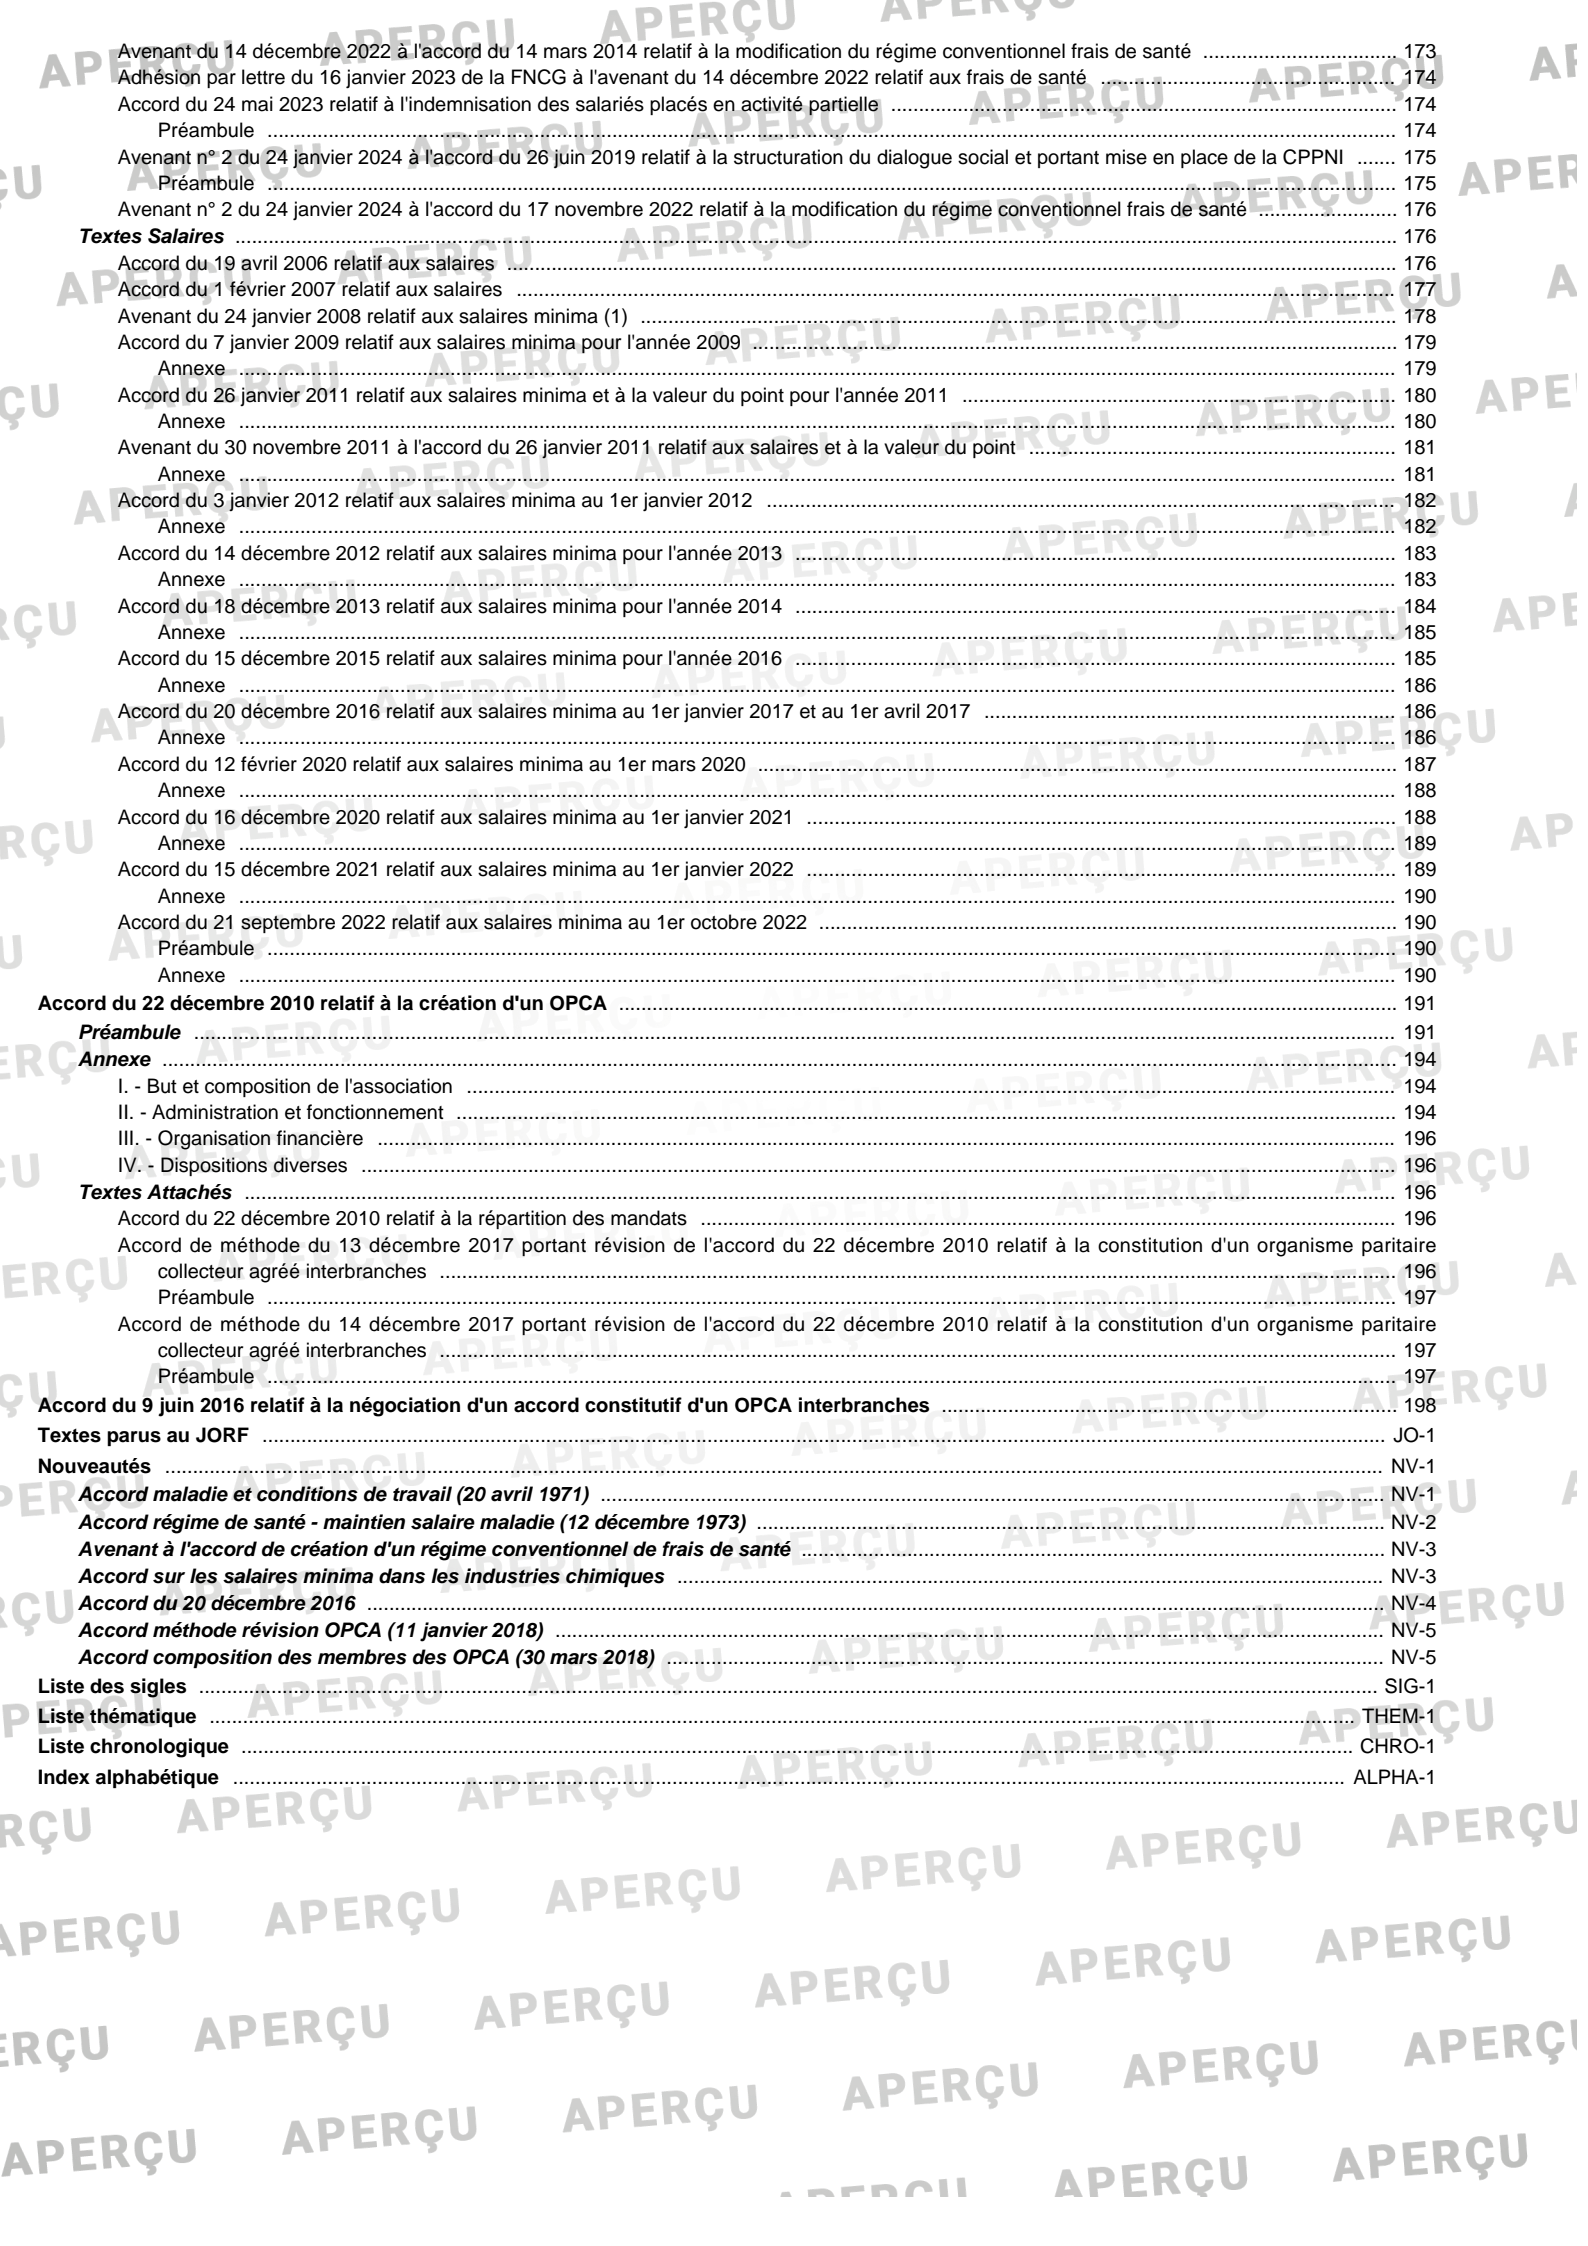 Avenant du 14 décembre 2022 à l'accord du 14 mars 2014 relatif à la modification du régime conventionnel frais de santé ... 173
Adhésion par lettre du 16 janvier 2023 de la FNCG à l'avenant du 14 décembre 2022 relatif aux frais de santé ... 174
Accord du 24 mai 2023 relatif à l'indemnisation des salariés placés en activité partielle ... 174
Préambule ... 174
Avenant n° 2 du 24 janvier 2024 à l'accord du 26 juin 2019 relatif à la structuration du dialogue social et portant mise en place de la CPPNI ... 175
Préambule ... 175
Avenant n° 2 du 24 janvier 2024 à l'accord du 17 novembre 2022 relatif à la modification du régime conventionnel frais de santé ... 176
Textes Salaires ... 176
Accord du 19 avril 2006 relatif aux salaires ... 176
Accord du 1 février 2007 relatif aux salaires ... 177
Avenant du 24 janvier 2008 relatif aux salaires minima (1) ... 178
Accord du 7 janvier 2009 relatif aux salaires minima pour l'année 2009 ... 179
Annexe ... 179
Accord du 26 janvier 2011 relatif aux salaires minima et à la valeur du point pour l'année 2011 ... 180
Annexe ... 180
Avenant du 30 novembre 2011 à l'accord du 26 janvier 2011 relatif aux salaires et à la valeur du point ... 181
Annexe ... 181
Accord du 3 janvier 2012 relatif aux salaires minima au 1er janvier 2012 ... 182
Annexe ... 182
Accord du 14 décembre 2012 relatif aux salaires minima pour l'année 2013 ... 183
Annexe ... 183
Accord du 18 décembre 2013 relatif aux salaires minima pour l'année 2014 ... 184
Annexe ... 185
Accord du 15 décembre 2015 relatif aux salaires minima pour l'année 2016 ... 185
Annexe ... 186
Accord du 20 décembre 2016 relatif aux salaires minima au 1er janvier 2017 et au 1er avril 2017 ... 186
Annexe ... 186
Accord du 12 février 2020 relatif aux salaires minima au 1er mars 2020 ... 187
Annexe ... 188
Accord du 16 décembre 2020 relatif aux salaires minima au 1er janvier 2021 ... 188
Annexe ... 189
Accord du 15 décembre 2021 relatif aux salaires minima au 1er janvier 2022 ... 189
Annexe ... 190
Accord du 21 septembre 2022 relatif aux salaires minima au 1er octobre 2022 ... 190
Préambule ... 190
Annexe ... 190
Accord du 22 décembre 2010 relatif à la création d'un OPCA ... 191
Préambule ... 191
Annexe ... 194
I. - But et composition de l'association ... 194
II. - Administration et fonctionnement ... 194
III. - Organisation financière ... 196
IV. - Dispositions diverses ... 196
Textes Attachés ... 196
Accord du 22 décembre 2010 relatif à la répartition des mandats ... 196
Accord de méthode du 13 décembre 2017 portant révision de l'accord du 22 décembre 2010 relatif à la constitution d'un organisme paritaire
collecteur agréé interbranches ... 196
Préambule ... 197
Accord de méthode du 14 décembre 2017 portant révision de l'accord du 22 décembre 2010 relatif à la constitution d'un organisme paritaire
collecteur agréé interbranches ... 197
Préambule ... 197
Accord du 9 juin 2016 relatif à la négociation d'un accord constitutif d'un OPCA interbranches ... 198
Textes parus au JORF ... JO-1
Nouveautés ... NV-1
Accord maladie et conditions de travail (20 avril 1971) ... NV-1
Accord régime de santé - maintien salaire maladie (12 décembre 1973) ... NV-2
Avenant à l'accord de création d'un régime conventionnel de frais de santé ... NV-3
Accord sur les salaires minima dans les industries chimiques ... NV-3
Accord du 20 décembre 2016 ... NV-4
Accord méthode révision OPCA (11 janvier 2018) ... NV-5
Accord composition des membres des OPCA (30 mars 2018) ... NV-5
Liste des sigles ... SIG-1
Liste thématique ... THEM-1
Liste chronologique ... CHRO-1
Index alphabétique ... ALPHA-1
APERÇU